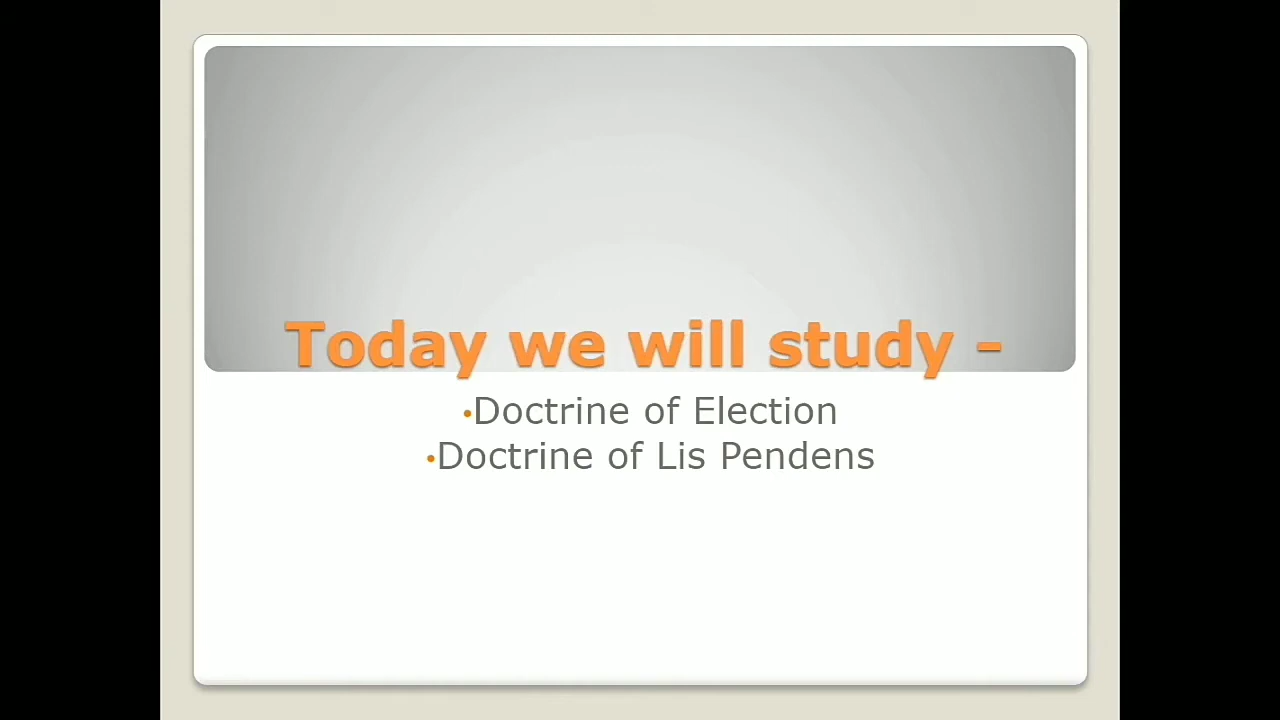 Today we will study -
•Doctrine of Election
•Doctrine of Lis Pendens